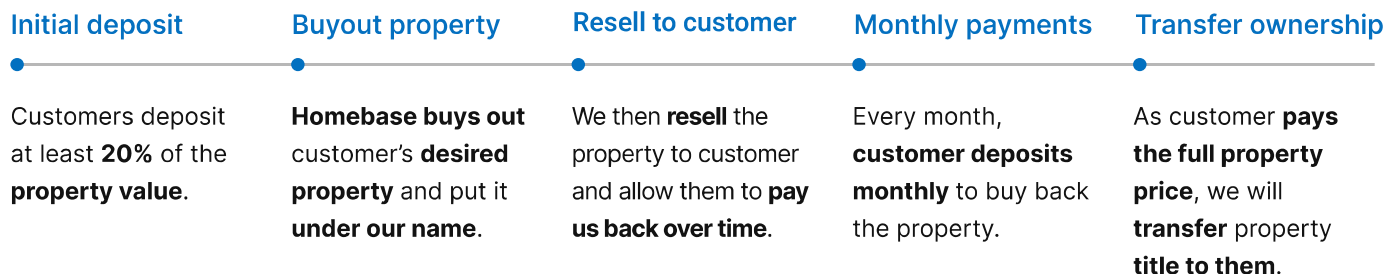 Initial deposit
Customers deposit
at least 20% of the
property value.
Buyout property
Homebase buys out
customer's desired
property and put it
under our name.
Resell to customer
We then resell the
property to customer
and allow them to pay
us back over time.
Monthly payments
Every month,
customer deposits
monthly to buy back
the property.
Transfer ownership
As customer pays
the full property
price, we will
transfer property
title to them.